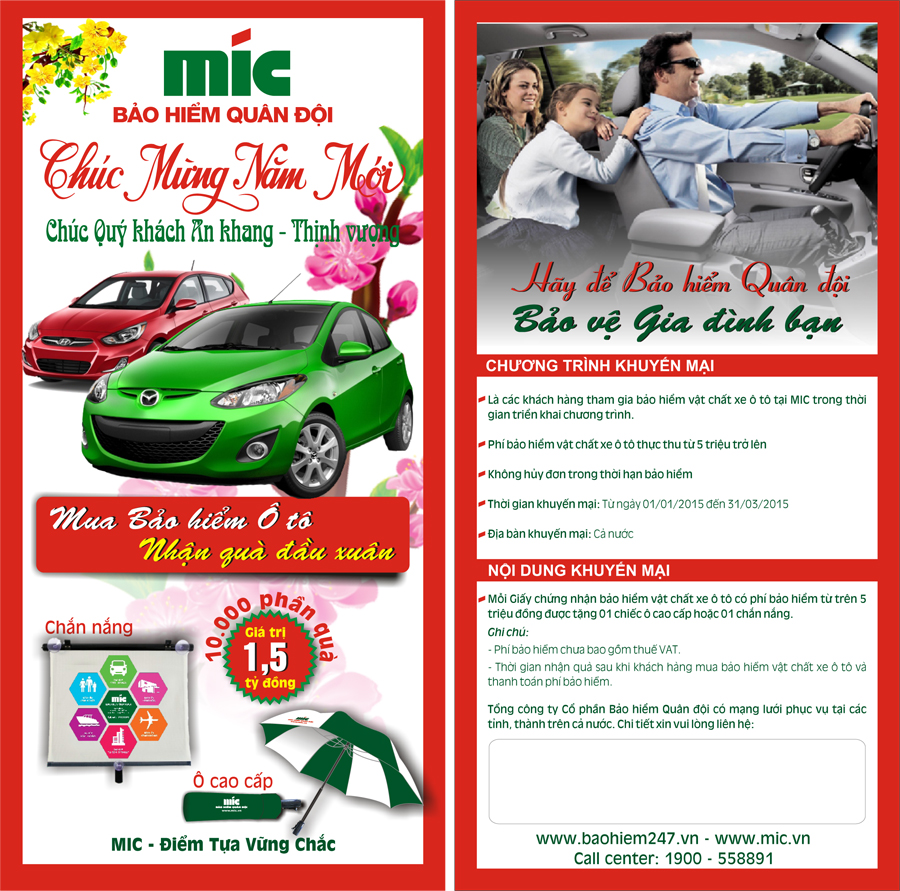 mic
BẢO HIỂM QUÂN ĐỘI
Chúc Mừng Năm Mới
Chúc Quý khách An khang - Thịnh vượng
Mua Bảo hiểm Ô tô
Nhận quà đầu xuân
10.000 phần quà
Giá trị
1,5
tỷ đồng
Chắn nắng
mic
Ô cao cấp
mic
BẢO HIỂM QUÂN ĐỘI
MIC - Điểm Tựa Vững Chắc
Hãy để Bảo hiểm Quân đội
Bảo vệ Gia đình bạn
CHƯƠNG TRÌNH KHUYẾN MẠI
Là các khách hàng tham gia bảo hiểm vật chất xe ô tô tại MIC trong thời
gian triển khai chương trình.
Phí bảo hiểm vật chất xe ô tô thực thu từ 5 triệu trở lên
Không hủy đơn trong thời hạn bảo hiểm
Thời gian khuyến mại: Từ ngày 01/01/2015 đến 31/03/2015
Địa bàn khuyến mại: Cả nước
NỘI DUNG KHUYẾN MẠI
Mỗi Giấy chứng nhận bảo hiểm vật chất xe ô tô có phí bảo hiểm từ trên 5
triệu đồng được tặng 01 chiếc ô cao cấp hoặc 01 chắn nắng.
Ghi chú:
- Phí bảo hiểm chưa bao gồm thuế VAT.
- Thời gian nhận quà sau khi khách hàng mua bảo hiểm vật chất xe ô tô và
thanh toán phí bảo hiểm.
Tổng công ty Cổ phần Bảo hiểm Quân đội có mạng lưới phục vụ tại các
tỉnh, thành trên cả nước. Chi tiết xin vui lòng liên hệ:
www.baohiem247.vn - www.mic.vn
Call center: 1900 - 558891